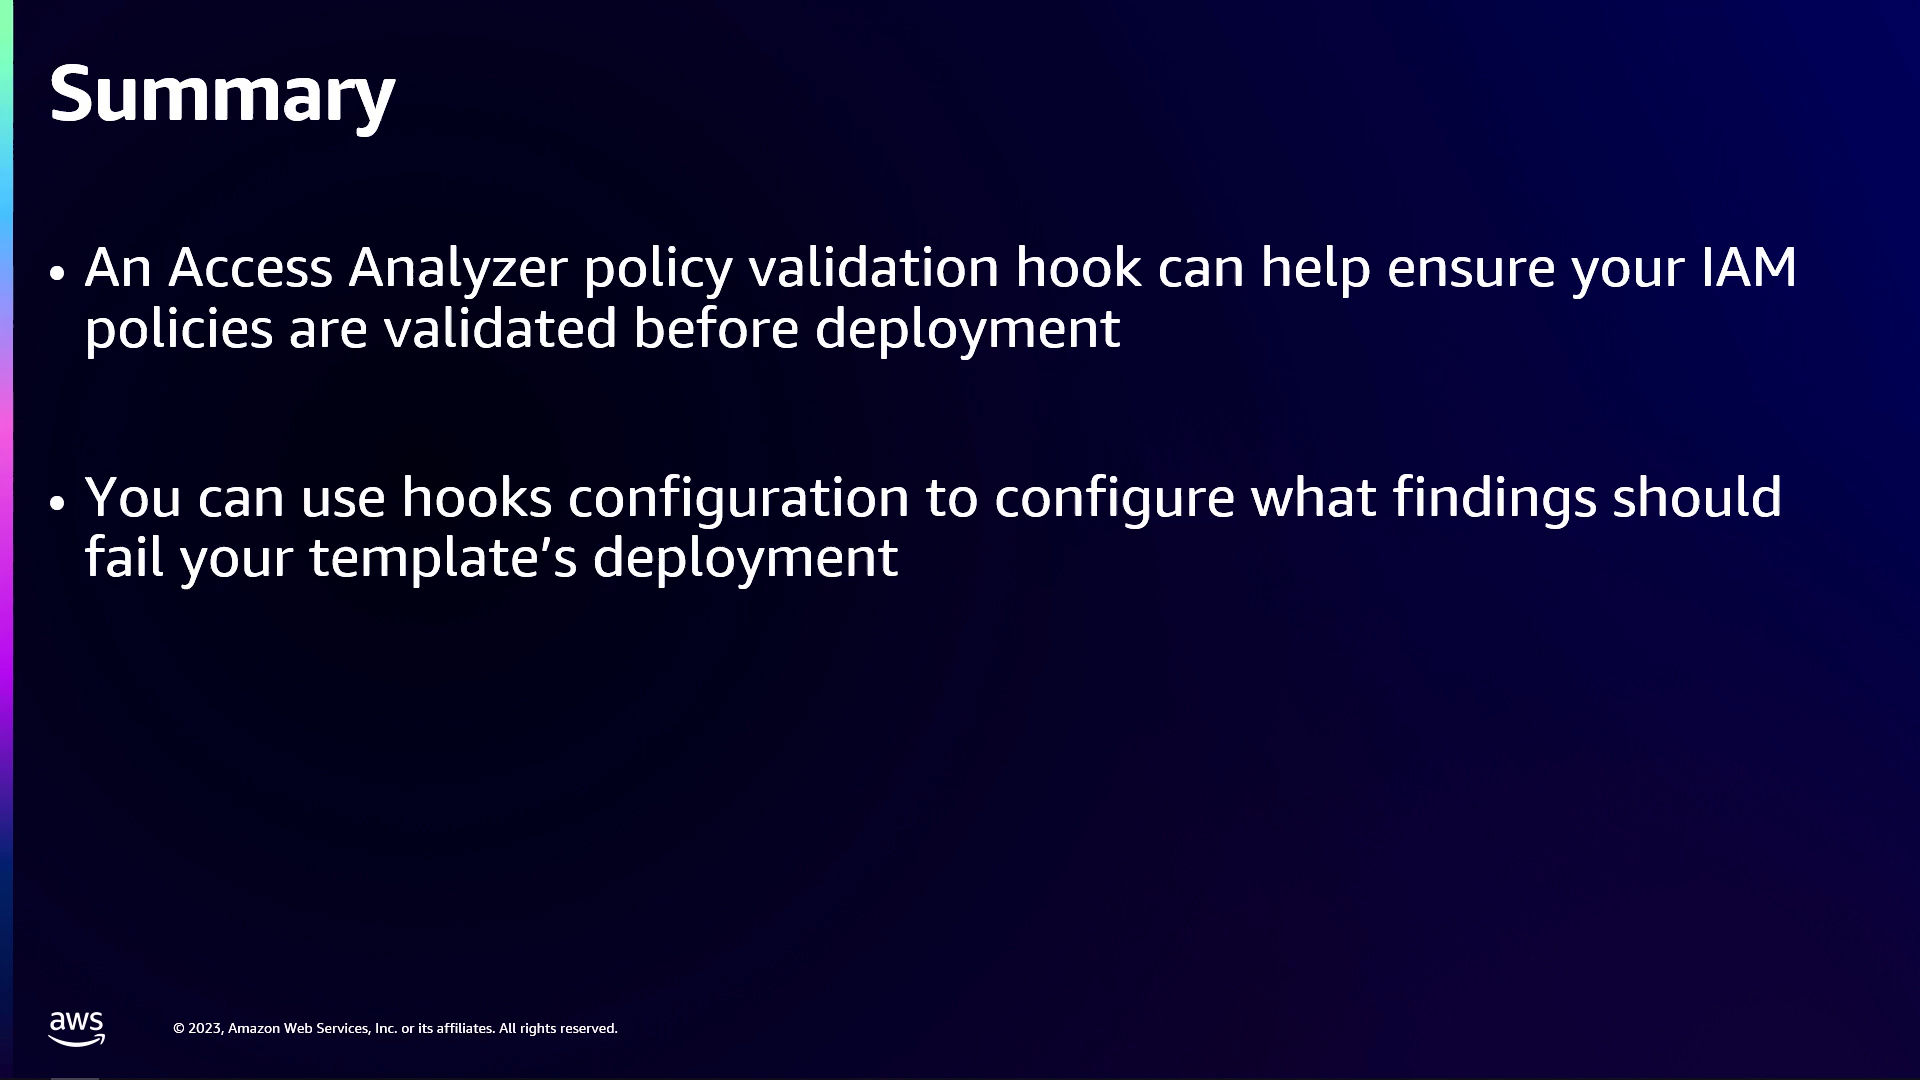 Summary
• An Access Analyzer policy validation hook can help ensure your IAM
policies are validated before deployment
• You can use hooks configuration to configure what findings should
fail your template’s deployment
aws
© 2023, Amazon Web Services, Inc. or its affiliates. All rights reserved.